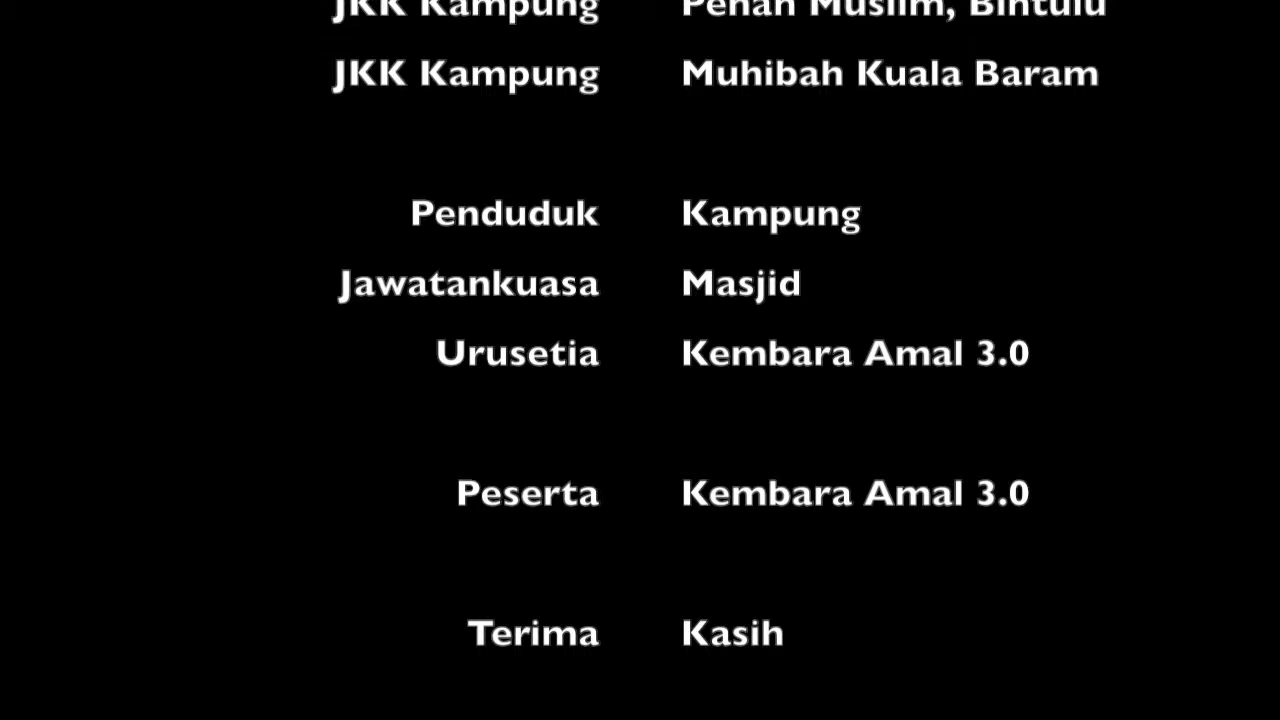 JKK Kampung Penan Muslim, Bintulu
JKK Kampung Muhibah Kuala Baram
Penduduk Kampung
Jawatankuasa Masjid
Urusetia Kembara Amal 3.0
Peserta Kembara Amal 3.0
Terima Kasih